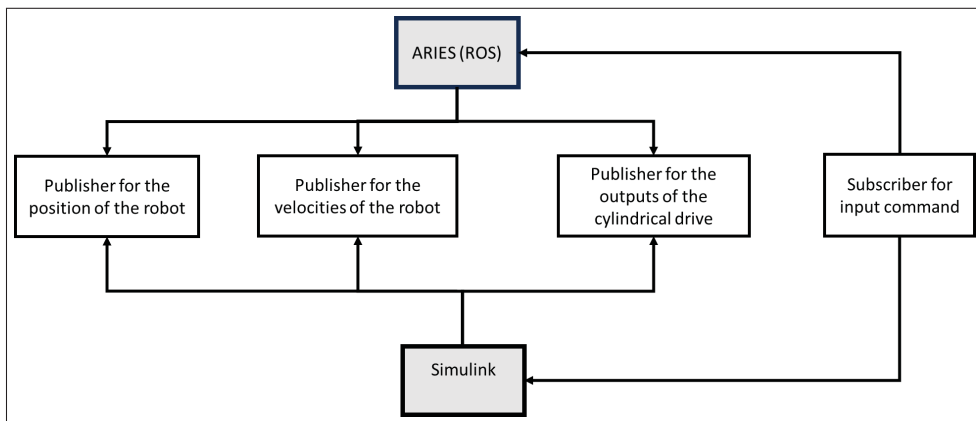 ARIES (ROS)
Publisher for the
position of the robot
Publisher for the
velocities of the robot
Publisher for the
outputs of the
cylindrical drive
Subscriber for
input command
Simulink